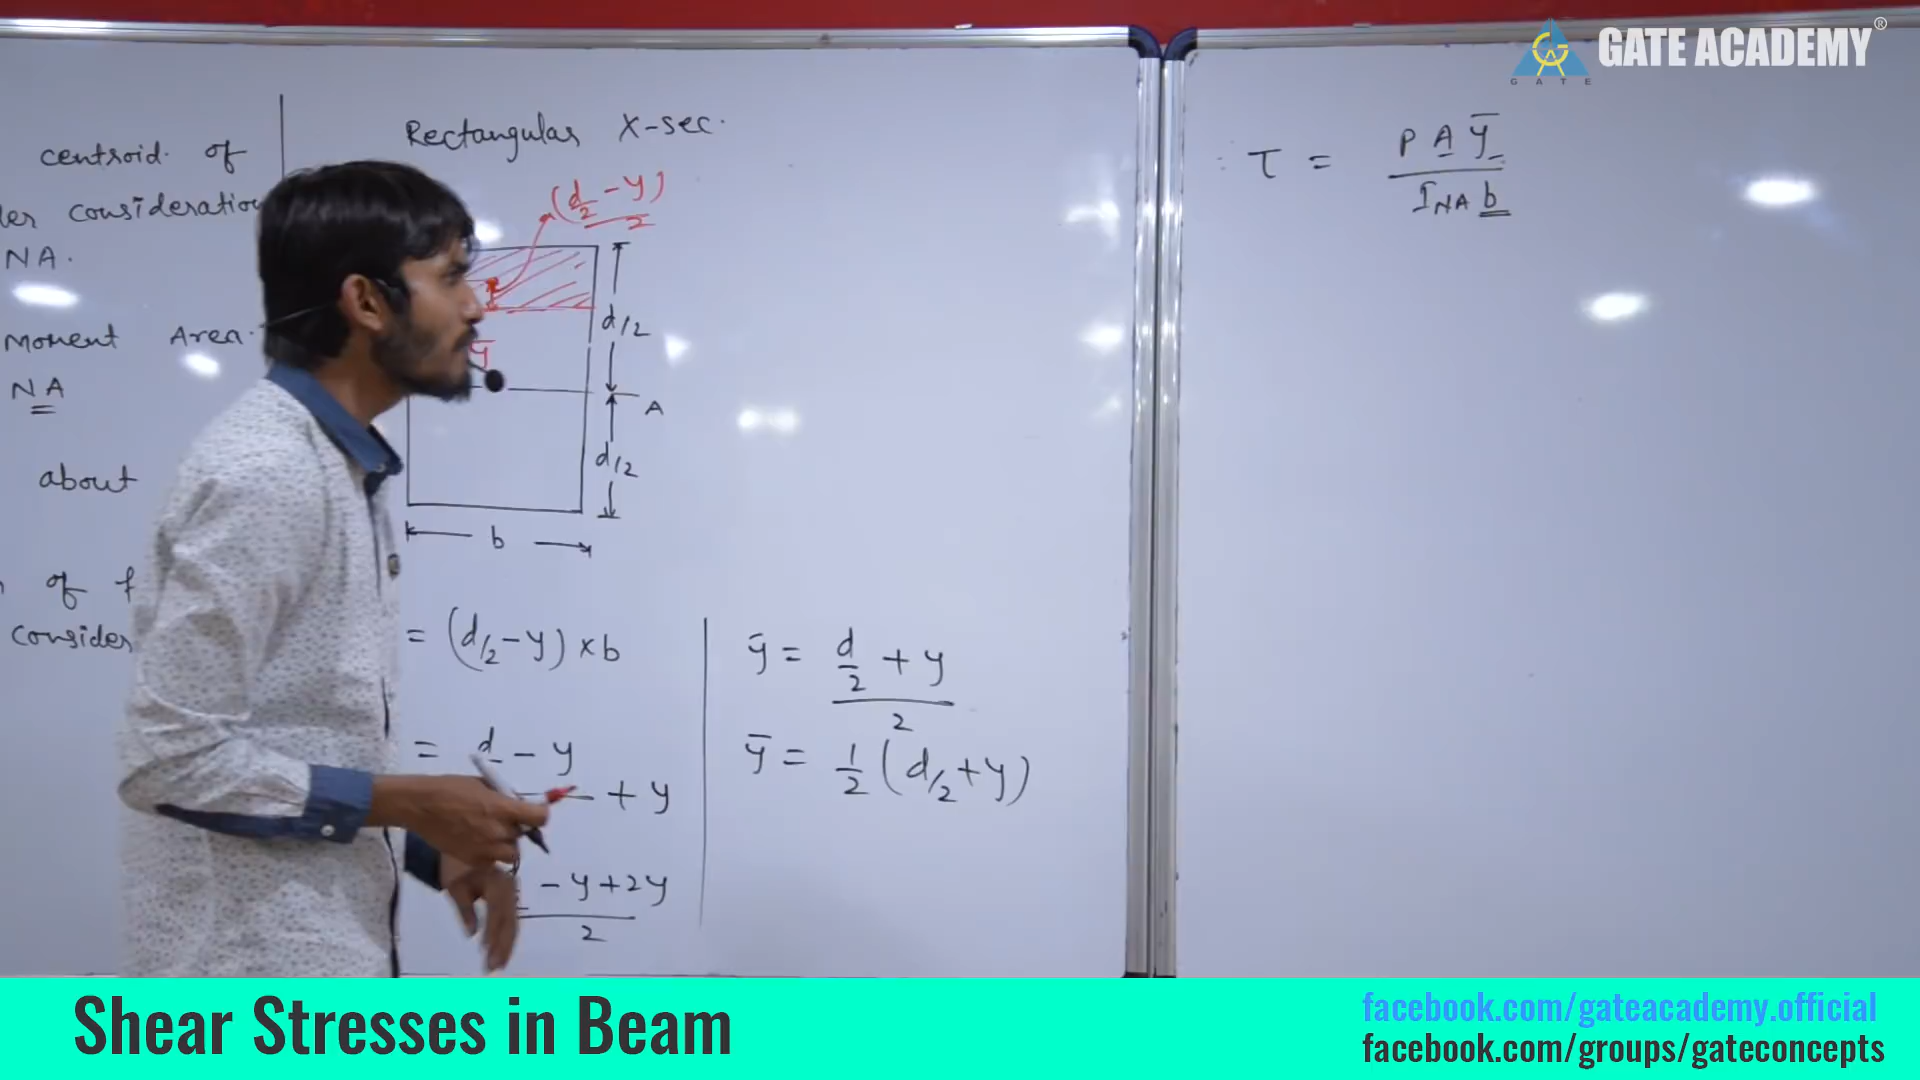 centroid. of
consideration
NA.
Moment Area.
NA
about
of
Rectangular X-sec.
(d/2 - y)
2
ȳ
d/2
A
d/2
b
= (d/2 - y) × b
= d - y
+ y
- y + 2y
2
ȳ = d/2 + y
2
ȳ = 1/2 (d/2 + y)
τ = P A ȳ
I_NA b
GATE ACADEMY®
GATE
Shear Stresses in Beam
facebook.com/gateacademy.official
facebook.com/groups/gateconcepts